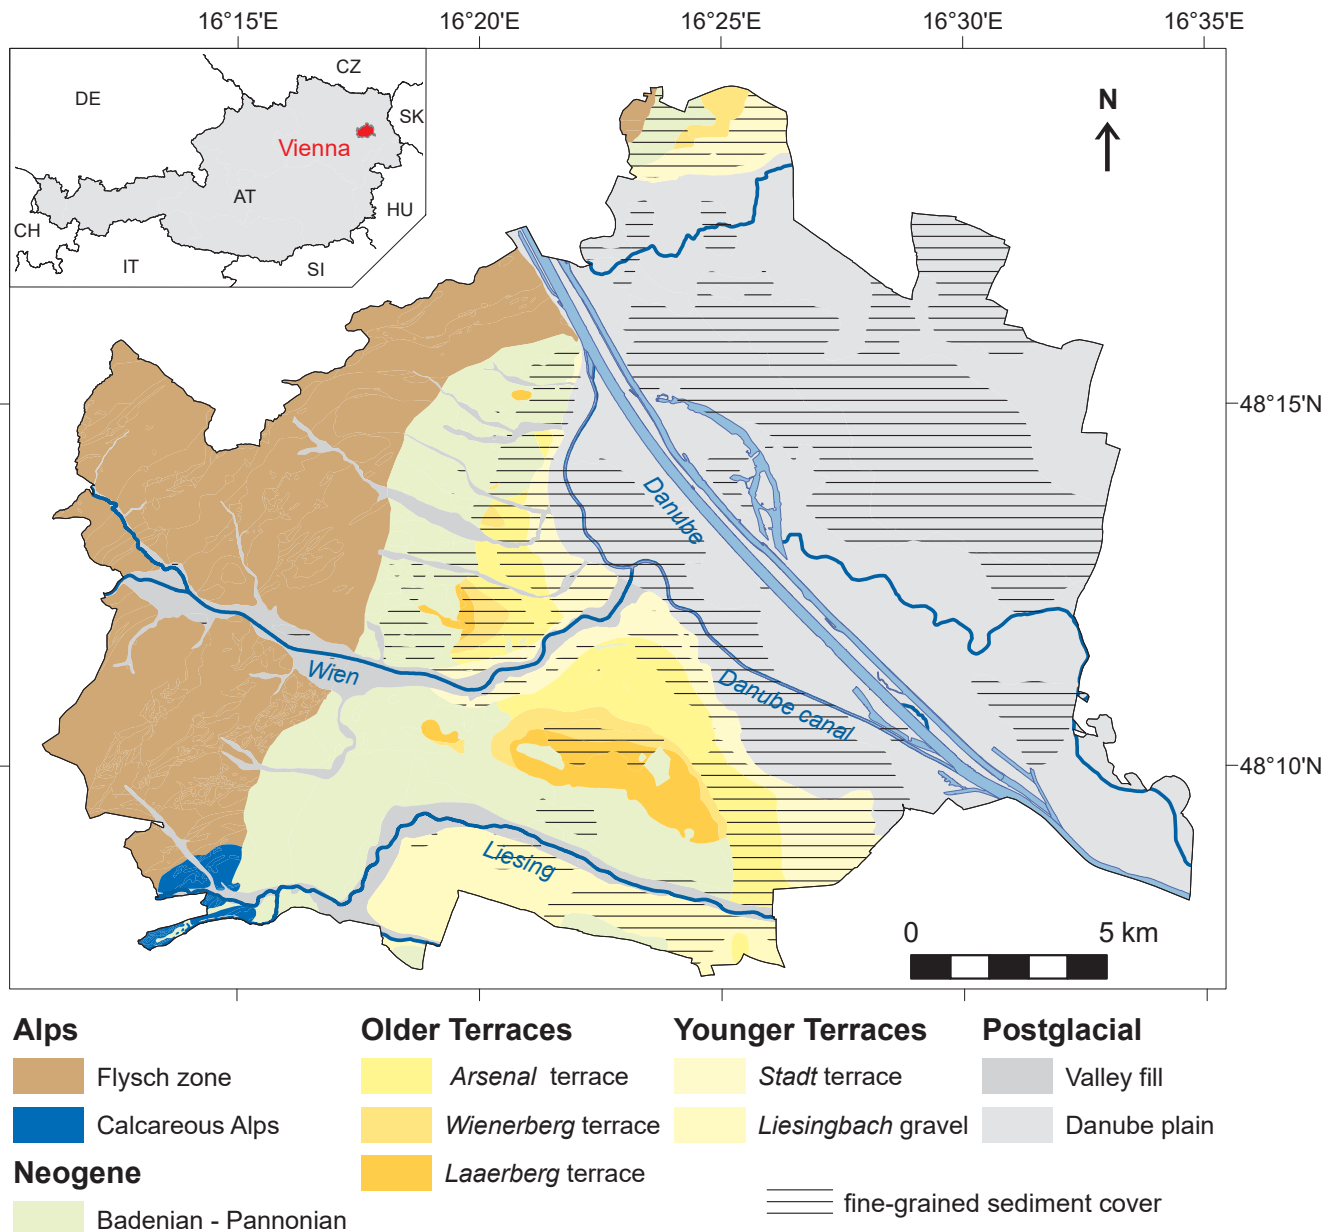 16°15'E 16°20'E 16°25'E 16°30'E 16°35'E
CZ
DE
SK
Vienna
AT
HU
CH
IT
SI
N
48°15'N
Danube
Wien
Danube canal
48°10'N
Liesing
0 5 km
Alps Older Terraces Younger Terraces Postglacial
Flysch zone Arsenal terrace Stadt terrace Valley fill
Calcareous Alps Wienerberg terrace Liesingbach gravel Danube plain
Neogene Laaerberg terrace
Badenian - Pannonian fine-grained sediment cover